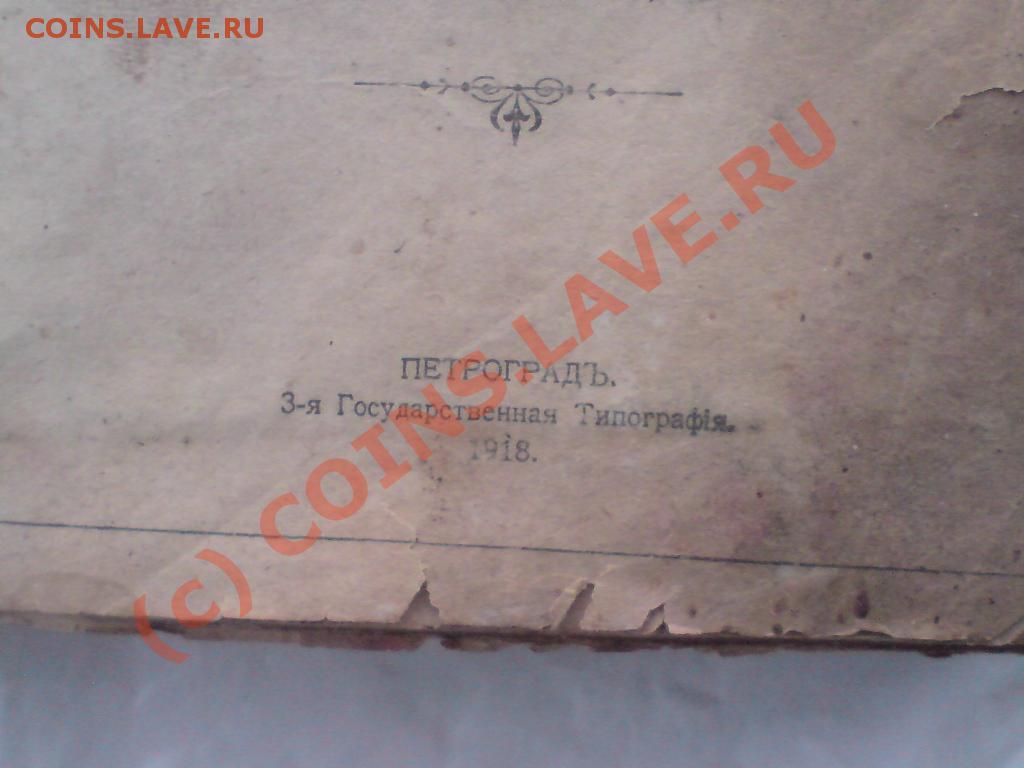 COINS.LAVE.RU
ПЕТРОГРАДЪ.
3-я Государственная Типографія.
1918.
(c) COINS.LAVE.RU